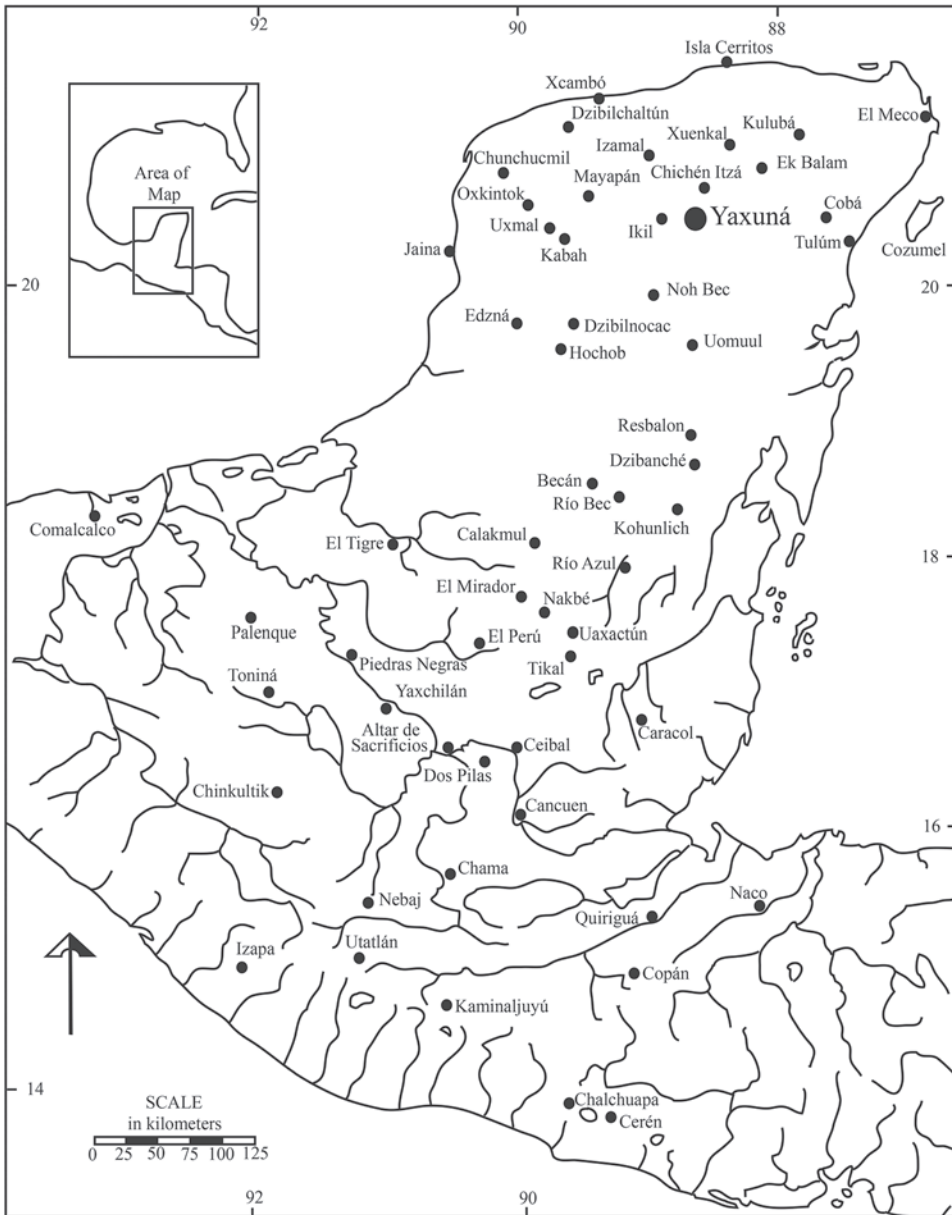 92
90
88
Isla Cerritos
Xcambó
Dzibilchaltún
El Meco
Kulubá
Xuenkal
Izamal
Ek Balam
Chunchucmil
Mayapán
Chichén Itzá
Area of
Map
Oxkintok
Cobá
Yaxuná
Uxmal
Ikil
Kabah
Tulúm
Jaina
Cozumel
20
Noh Bec
20
Edzná
Dzibilnocac
Uomuul
Hochob
Resbalon
Dzibanché
Becán
Río Bec
Comalcalco
Kohunlich
Calakmul
El Tigre
18
Río Azul
El Mirador
Nakbé
Palenque
El Perú
Uaxactún
Piedras Negras
Tikal
Toniná
Yaxchilán
Altar de
Sacrificios
Caracol
Ceibal
Dos Pilas
Chinkultik
Cancuen
16
Chama
Nebaj
Naco
Quiriguá
Utatlán
Izapa
Copán
Kaminaljuyú
14
SCALE
in kilometers
0 25 50 75 100 125
Chalchuapa
Cerén
92
90